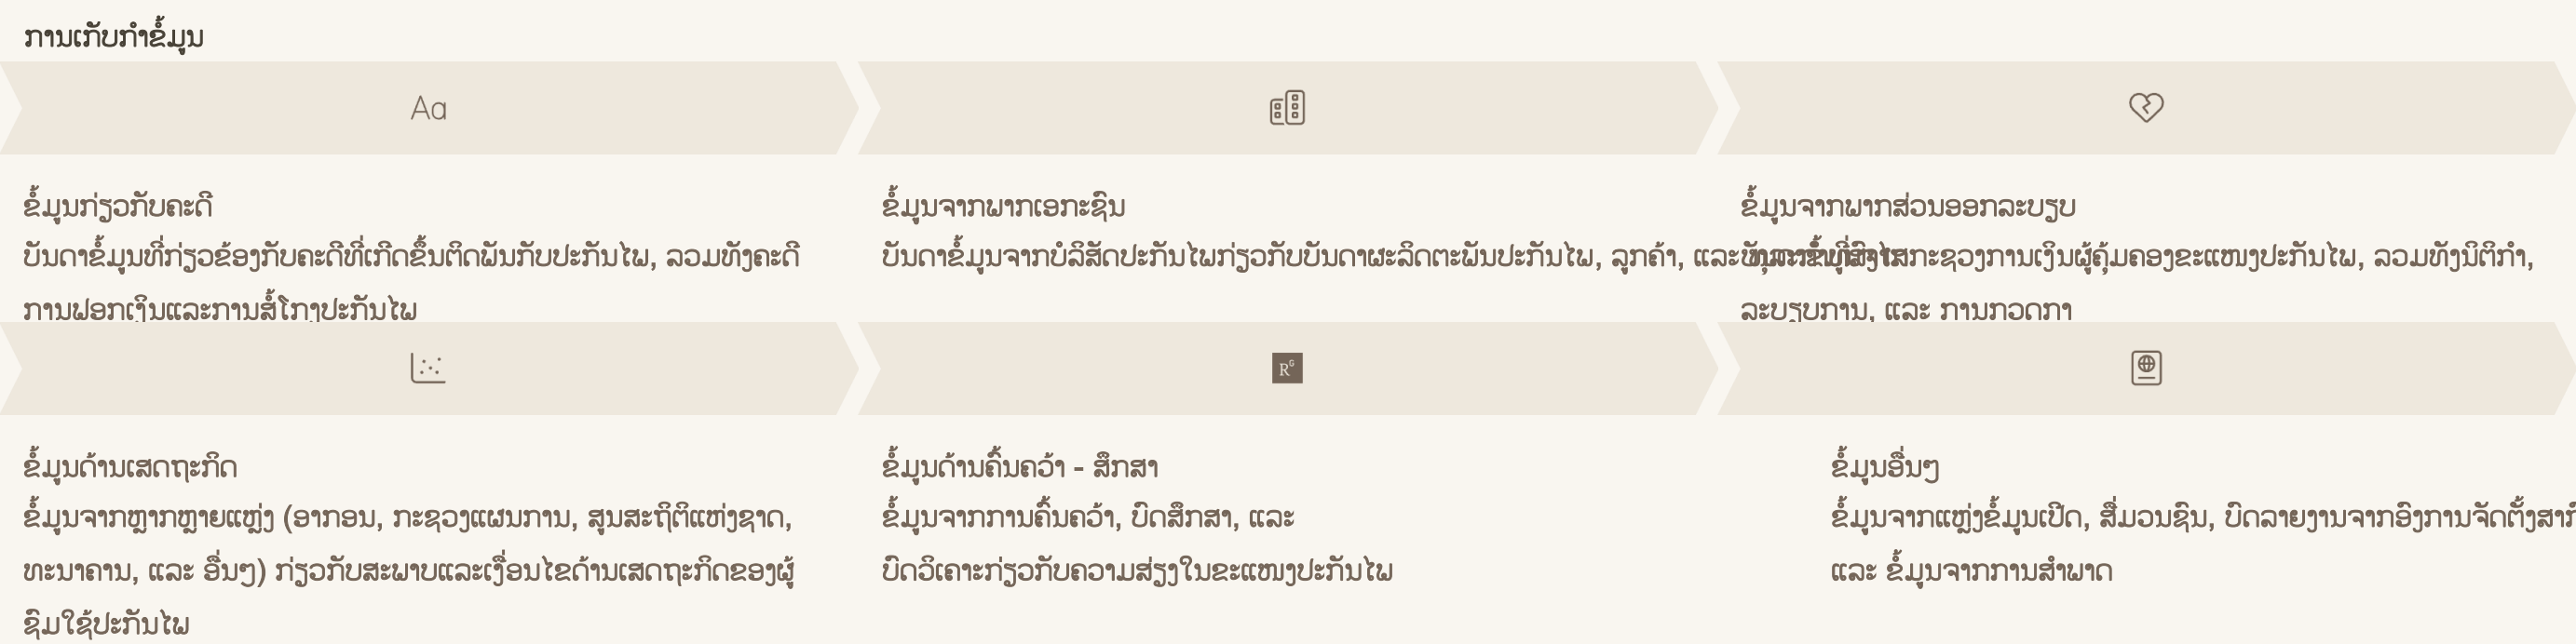 ການເກັບກຳຂໍ້ມູນ
Aa
ຂໍ້ມູນກ່ຽວກັບຄະດີ
ບັນດາຂໍ້ມູນທີ່ກ່ຽວຂ້ອງກັບຄະດີທີ່ເກີດຂຶ້ນຕິດພັນກັບປະກັນໄພ, ລວມທັງຄະດີ
ການຟອກເງິນແລະການສໍ້ໂກງປະກັນໄພ
ຂໍ້ມູນຈາກພາກເອກະຊົນ
ບັນດາຂໍ້ມູນຈາກບໍລິສັດປະກັນໄພກ່ຽວກັບບັນດາຜະລິດຕະພັນປະກັນໄພ, ລູກຄ້າ, ແລະ
ຂໍ້ມູນຈາກພາກສ່ວນອອກລະບຽບ
ກະຊວງການເງິນຜູ້ຄຸ້ມຄອງຂະແໜງປະກັນໄພ, ລວມທັງນິຕິກຳ,
ລະບຽບການ, ແລະ ການກວດກາ
RG
ຂໍ້ມູນດ້ານເສດຖະກິດ
ຂໍ້ມູນຈາກຫຼາກຫຼາຍແຫຼ່ງ (ອາກອນ, ກະຊວງແຜນການ, ສູນສະຖິຕິແຫ່ງຊາດ,
ທະນາຄານ, ແລະ ອື່ນໆ) ກ່ຽວກັບສະພາບແລະເງື່ອນໄຂດ້ານເສດຖະກິດຂອງຜູ້
ຊົມໃຊ້ປະກັນໄພ
ຂໍ້ມູນດ້ານຄົ້ນຄວ້າ - ສຶກສາ
ຂໍ້ມູນຈາກການຄົ້ນຄວ້າ, ບົດສຶກສາ, ແລະ
ບົດວິເຄາະກ່ຽວກັບຄວາມສ່ຽງໃນຂະແໜງປະກັນໄພ
ຂໍ້ມູນອື່ນໆ
ຂໍ້ມູນຈາກແຫຼ່ງຂໍ້ມູນເປີດ, ສື່ມວນຊົນ, ບົດລາຍງານຈາກອົງການຈັດຕັ້ງ
ແລະ ຂໍ້ມູນຈາກການສຳພາດ